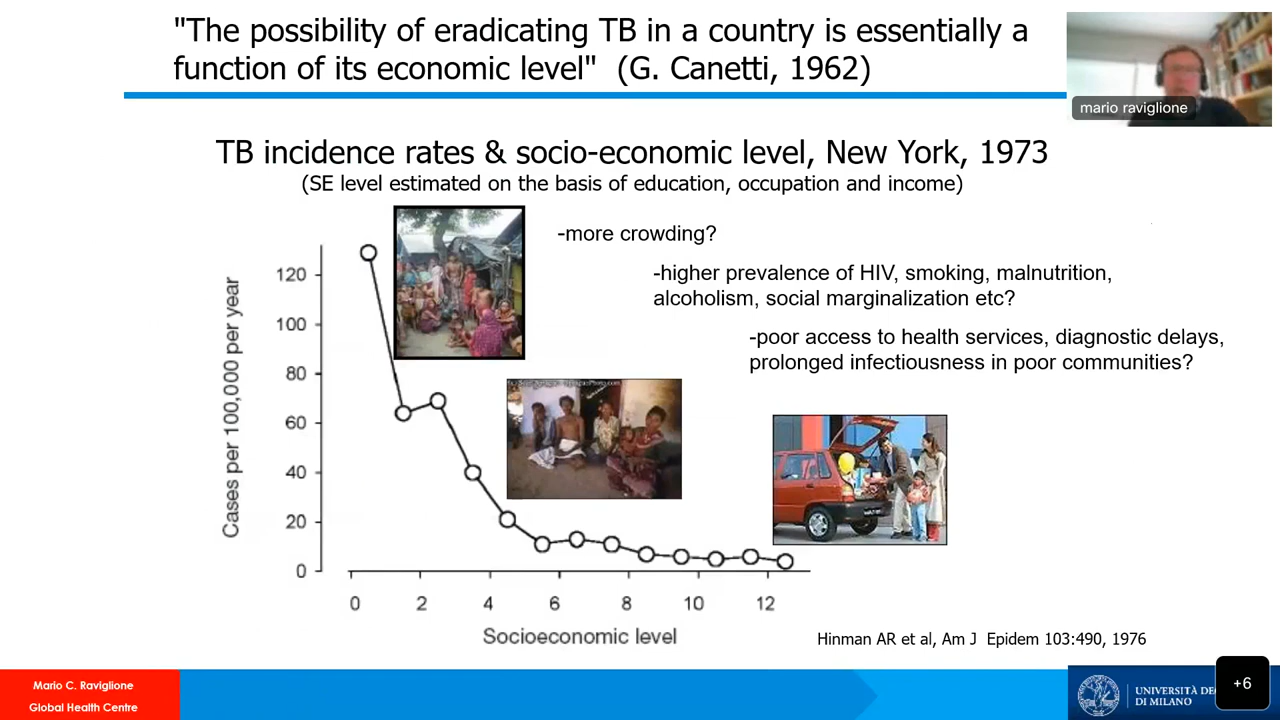 "The possibility of eradicating TB in a country is essentially a
function of its economic level" (G. Canetti, 1962)
mario raviglione
TB incidence rates & socio-economic level, New York, 1973
(SE level estimated on the basis of education, occupation and income)
-more crowding?
-higher prevalence of HIV, smoking, malnutrition,
alcoholism, social marginalization etc?
-poor access to health services, diagnostic delays,
prolonged infectiousness in poor communities?
Cases per 100,000 per year
120
100
80
60
40
20
0
0 2 4 6 8 10 12
Socioeconomic level
Hinman AR et al, Am J Epidem 103:490, 1976
Mario C. Raviglione
Global Health Centre
UNIVERSITÀ
DI MILANO
+6